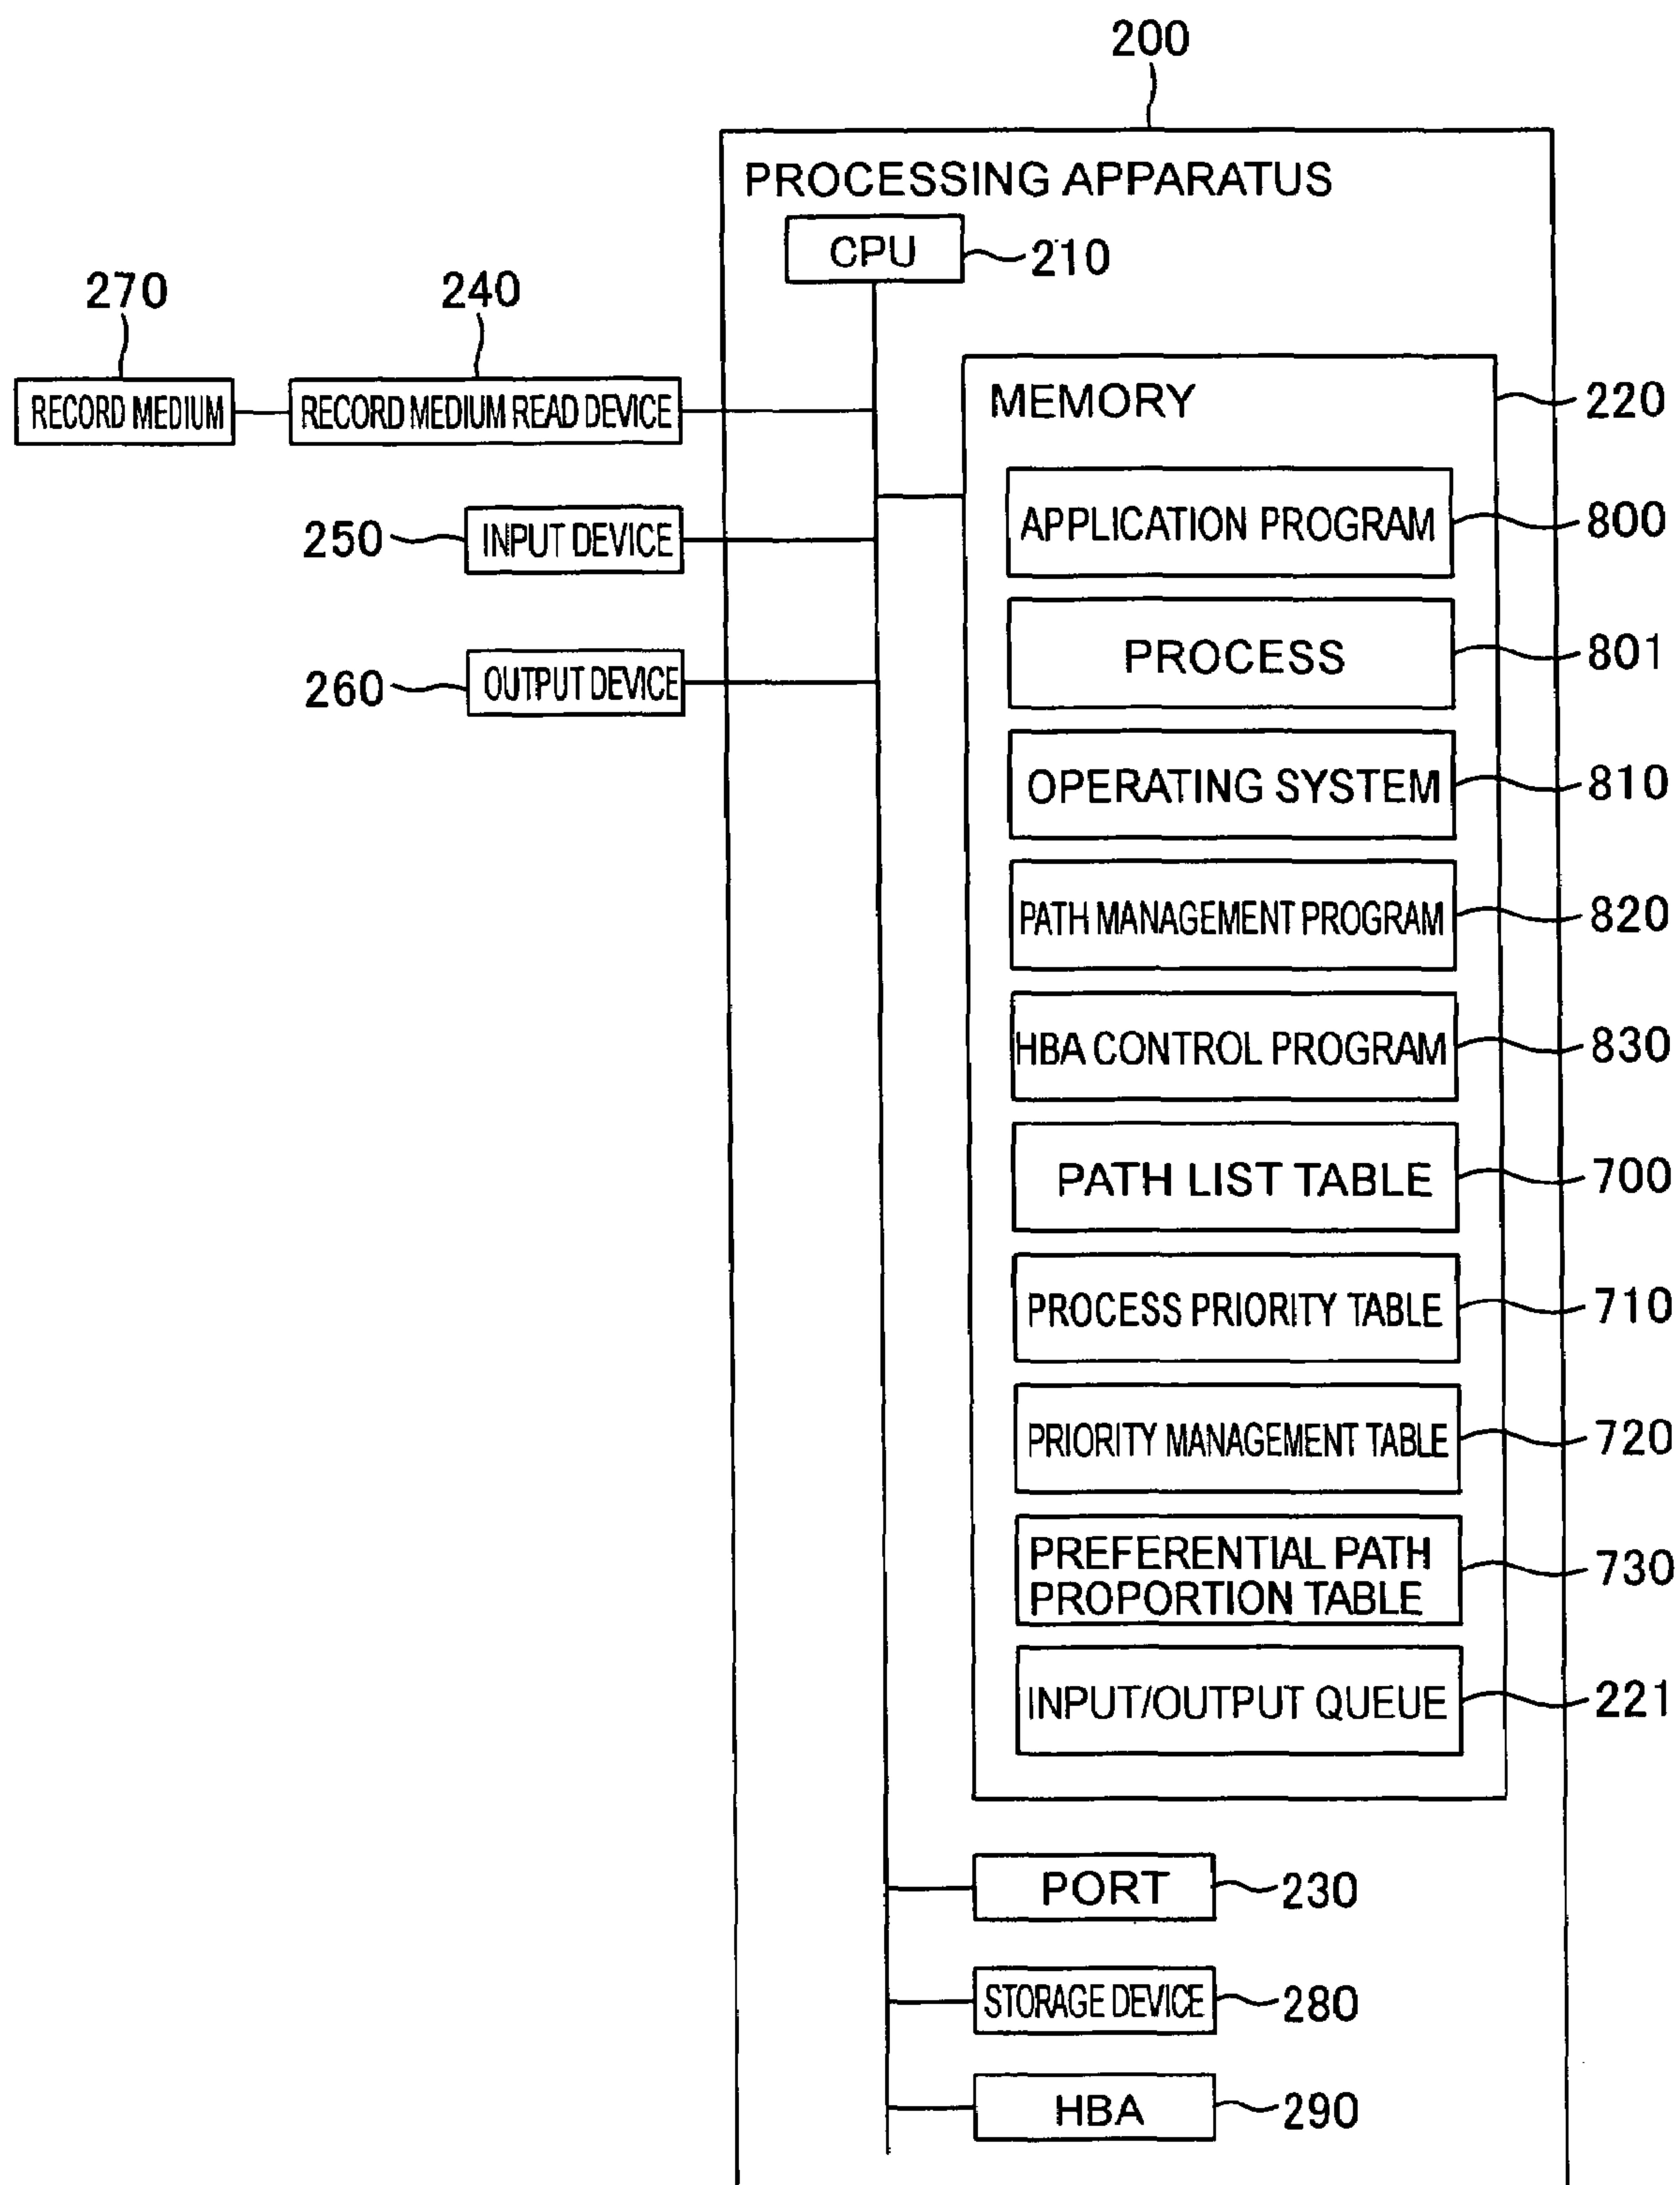 200
PROCESSING APPARATUS
CPU
210
270
240
RECORD MEDIUM
RECORD MEDIUM READ DEVICE
MEMORY
220
250
INPUT DEVICE
APPLICATION PROGRAM
800
260
OUTPUT DEVICE
PROCESS
801
OPERATING SYSTEM
810
PATH MANAGEMENT PROGRAM
820
HBA CONTROL PROGRAM
830
PATH LIST TABLE
700
PROCESS PRIORITY TABLE
710
PRIORITY MANAGEMENT TABLE
720
PREFERENTIAL PATH
PROPORTION TABLE
730
INPUT/OUTPUT QUEUE
221
PORT
230
STORAGE DEVICE
280
HBA
290